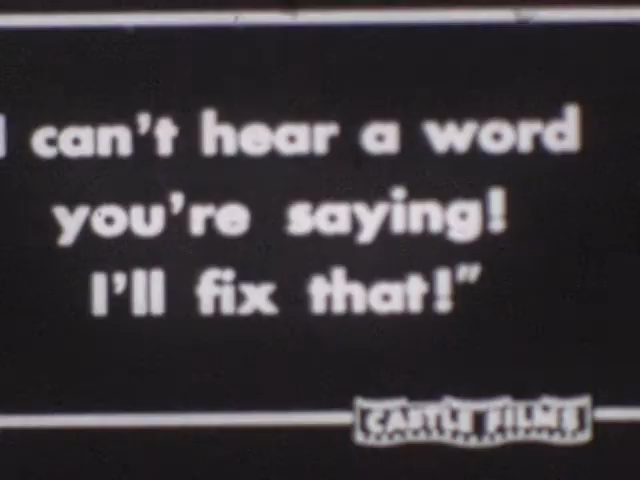 I can't hear a word
you're saying!
I'll fix that!"
CASTLE FILMS